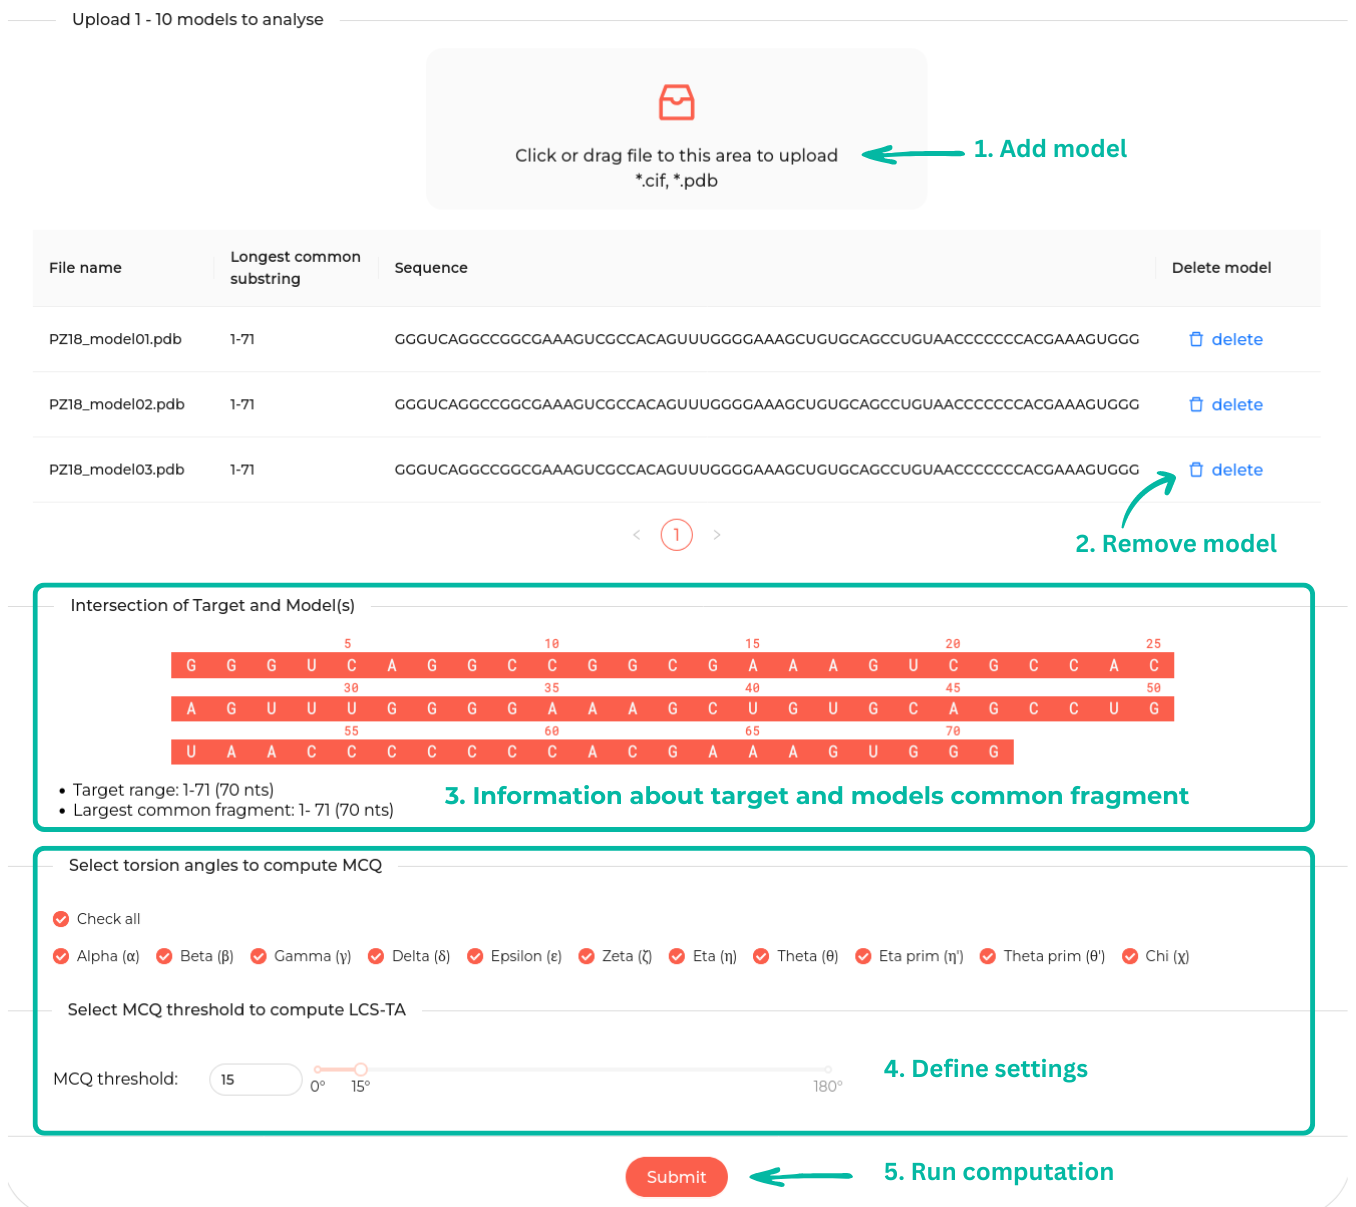 Upload 1 - 10 models to analyse
Click or drag file to this area to upload
*.cif, *.pdb
1. Add model
File name
Longest common
substring
Sequence
Delete model
PZ18_model01.pdb 1-71 GGGUCAGGCCGGCGAAAGUCGCCACAGUUUGGGGAAAGCUGUGCAGCCUGUAACCCCCCCACGAAAGUGGG delete
PZ18_model02.pdb 1-71 GGGUCAGGCCGGCGAAAGUCGCCACAGUUUGGGGAAAGCUGUGCAGCCUGUAACCCCCCCACGAAAGUGGG delete
PZ18_model03.pdb 1-71 GGGUCAGGCCGGCGAAAGUCGCCACAGUUUGGGGAAAGCUGUGCAGCCUGUAACCCCCCCACGAAAGUGGG delete
< 1 >
2. Remove model
Intersection of Target and Model(s)
5 10 15 20 25
G G G U C A G G C C G G C G A A A G U C G C C A C
30 35 40 45 50
A G U U U G G G G A A A G C U G U G C A G C C U G
55 60 65 70
U A A C C C C C C C A C G A A A G U G G G
• Target range: 1-71 (70 nts)
• Largest common fragment: 1- 71 (70 nts)
3. Information about target and models common fragment
Select torsion angles to compute MCQ
Check all
Alpha (α) Beta (β) Gamma (γ) Delta (δ) Epsilon (ε) Zeta (ζ) Eta (η) Theta (θ) Eta prim (η') Theta prim (θ') Chi (χ)
Select MCQ threshold to compute LCS-TA
MCQ threshold: 15
0° 15° 180°
4. Define settings
Submit
5. Run computation